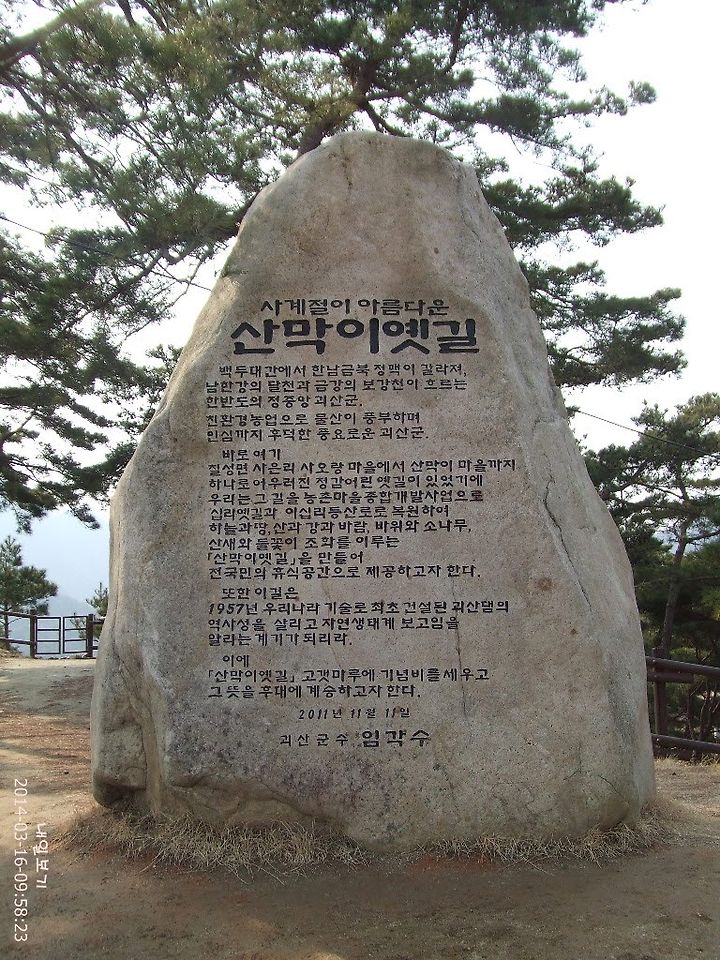 사계절이 아름다운
산막이옛길
백두대간에서 한남금북 정맥이 갈라져,
남한강의 달천과 금강의 보강천이 흐르는
한반도의 정중앙 괴산군.
친환경농업으로 물산이 풍부하며
인심까지 후덕한 풍요로운 괴산군.
바로 여기
칠성면 사은리 사오랑 마을에서 산막이 마을까지
하나로 어우러진 정감어린 옛길이 있었기에
우리는 그 길을 농촌마을종합개발사업으로
십리옛길과 이십리등산로로 복원하여
하늘과 땅, 산과 강과 바람, 바위와 소나무,
산새와 들꽃이 조화를 이루는
「산막이옛길」을 만들어
전국민의 휴식공간으로 제공하고자 한다.
또한 이길은
1957년 우리나라 기술로 최초 건설된 괴산댐의
역사성을 살리고 자연생태계 보고임을
알리는 계기가 되리라.
이에
「산막이옛길」 고갯마루에 기념비를 세우고
그 뜻을 후대에 계승하고자 한다.
2011년 11월 11일
괴산군수 임각수
2014-03-16-09:58:23
내일보기